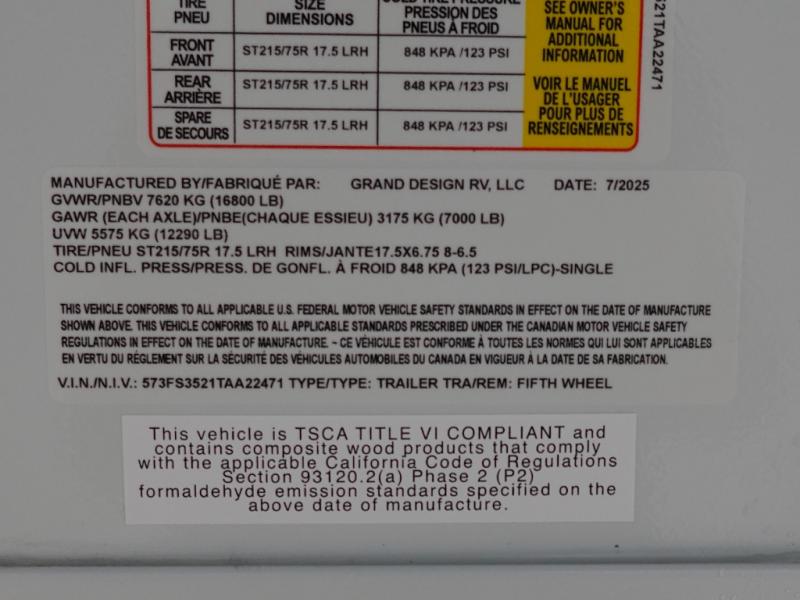 TIRE PNEU
SIZE DIMENSIONS
COLD TIRE PRESSURE
PRESSION DES
PNEUS À FROID
SEE OWNER'S
MANUAL FOR
ADDITIONAL
INFORMATION
FRONT
AVANT
ST215/75R 17.5 LRH
848 KPA /123 PSI
REAR
ARRIÈRE
ST215/75R 17.5 LRH
848 KPA /123 PSI
SPARE
DE SECOURS
ST215/75R 17.5 LRH
848 KPA /123 PSI
VOIR LE MANUEL
DE L'USAGER
POUR PLUS DE
RENSEIGNEMENTS
521TAA22471
MANUFACTURED BY/FABRIQUÉ PAR: GRAND DESIGN RV, LLC DATE: 7/2025
GVWR/PNBV 7620 KG (16800 LB)
GAWR (EACH AXLE)/PNBE(CHAQUE ESSIEU) 3175 KG (7000 LB)
UVW 5575 KG (12290 LB)
TIRE/PNEU ST215/75R 17.5 LRH RIMS/JANTE17.5X6.75 8-6.5
COLD INFL. PRESS/PRESS. DE GONFL. À FROID 848 KPA (123 PSI/LPC)-SINGLE
THIS VEHICLE CONFORMS TO ALL APPLICABLE U.S. FEDERAL MOTOR VEHICLE SAFETY STANDARDS IN EFFECT ON THE DATE OF MANUFACTURE
SHOWN ABOVE. THIS VEHICLE CONFORMS TO ALL APPLICABLE STANDARDS PRESCRIBED UNDER THE CANADIAN MOTOR VEHICLE SAFETY
REGULATIONS IN EFFECT ON THE DATE OF MANUFACTURE. ~ CE VÉHICULE EST CONFORME À TOUTES LES NORMES QUI LUI SONT APPLICABLES
EN VERTU DU RÉGLEMENT SUR LA SÉCURITÉ DES VÉHICULES AUTOMOBILES DU CANADA EN VIGUEUR À LA DATE DE SA FABRICATION.
V.I.N./N.I.V.: 573FS3521TAA22471 TYPE/TYPE: TRAILER TRA/REM: FIFTH WHEEL
This vehicle is TSCA TITLE VI COMPLIANT and
contains composite wood products that comply
with the applicable California Code of Regulations
Section 93120.2(a) Phase 2 (P2)
formaldehyde emission standards specified on the
above date of manufacture.